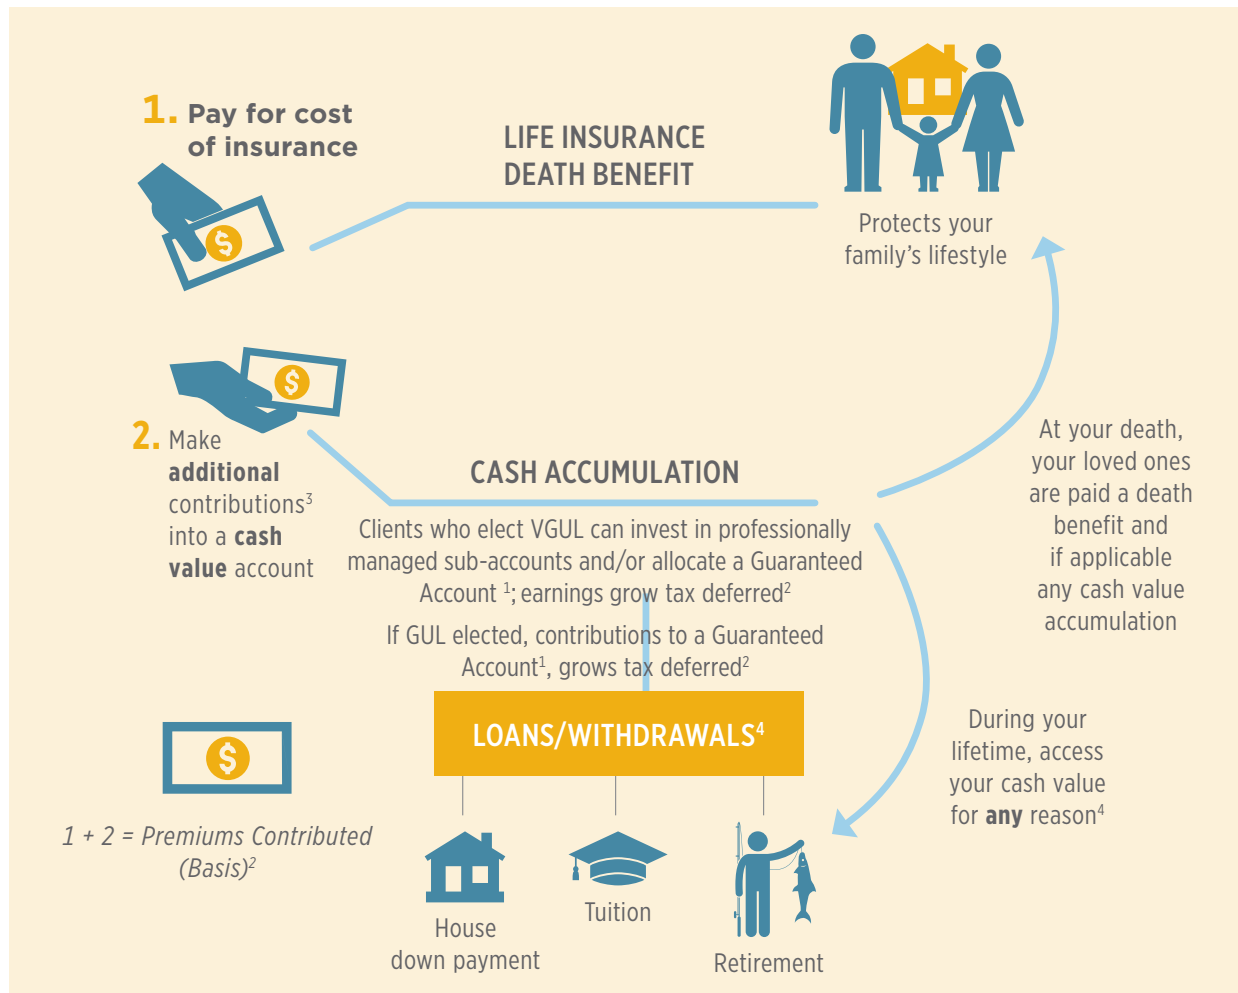 1. Pay for cost
of insurance
LIFE INSURANCE
DEATH BENEFIT
$
Protects your
family’s lifestyle
$
2. Make
additional
contributions³
into a cash
value account
CASH ACCUMULATION
Clients who elect VGUL can invest in professionally
managed sub-accounts and/or allocate a Guaranteed
Account ¹; earnings grow tax deferred²
If GUL elected, contributions to a Guaranteed
Account¹, grows tax deferred²
At your death,
your loved ones
are paid a death
benefit and
if applicable
any cash value
accumulation
LOANS/WITHDRAWALS⁴
During your
lifetime, access
your cash value
for any reason⁴
$
1 + 2 = Premiums Contributed
(Basis)²
House
down payment
Tuition
Retirement